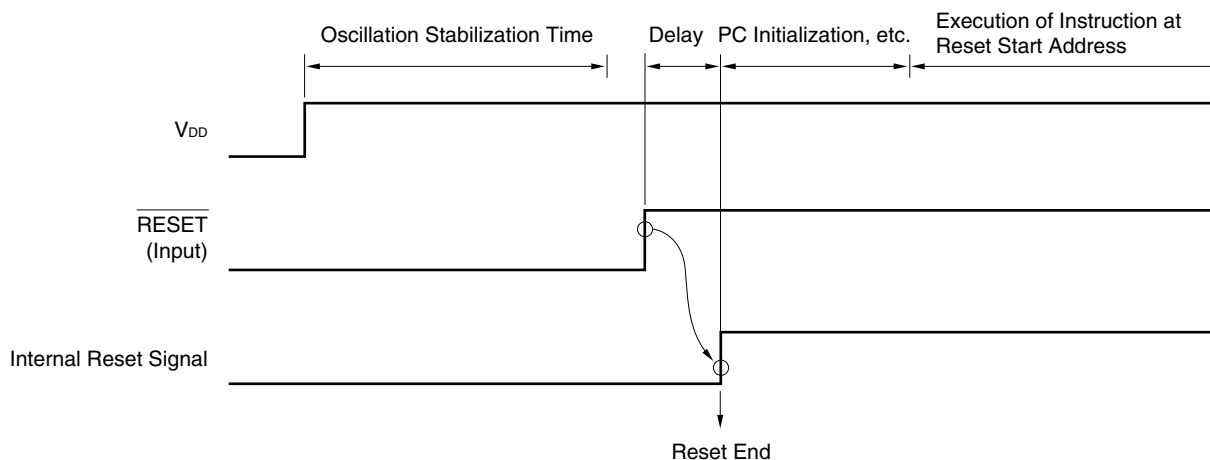 Oscillation Stabilization Time
Delay
PC Initialization, etc.
Execution of Instruction at
Reset Start Address
VDD
RESET
(Input)
Internal Reset Signal
Reset End